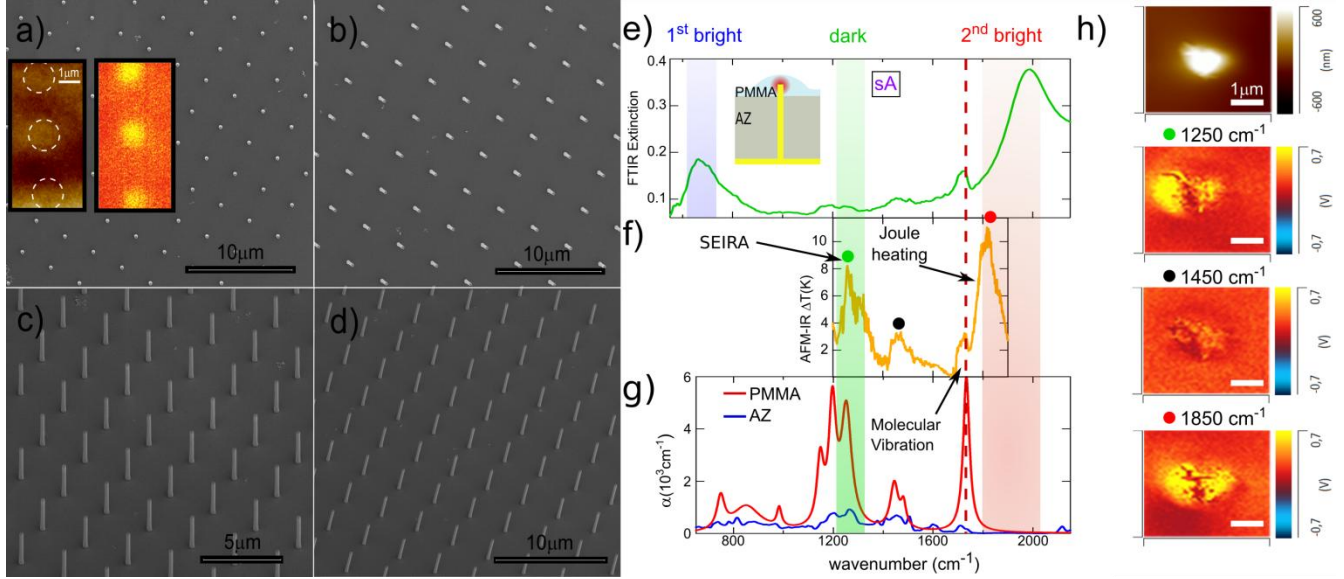 a)
1μm
10μm
b)
10μm
c)
5μm
d)
10μm
e)
1st bright
dark
2nd bright
FTIR Extinction
0.4
0.3
0.2
0.1
PMMA
AZ
sA
f)
SEIRA
Joule
heating
AFM-IR ΔT(K)
10
8
6
4
2
g)
PMMA
AZ
Molecular
Vibration
α(10³cm⁻¹)
6
4
2
0
800
1200
1600
2000
wavenumber (cm⁻¹)
h)
1μm
600
(nm)
-600
1250 cm⁻¹
0,7
(V)
-0,7
1450 cm⁻¹
0,7
(V)
-0,7
1850 cm⁻¹
0,7
(V)
-0,7